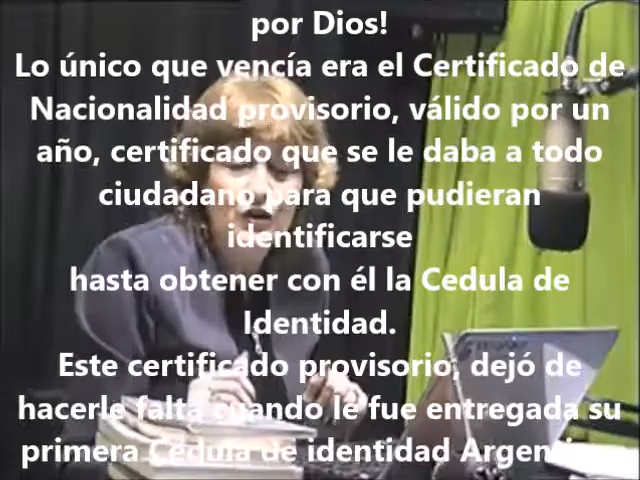 por Dios!
Lo único que vencía era el Certificado de
Nacionalidad provisorio, válido por un
año, certificado que se le daba a todo
ciudadano para que pudieran
identificarse
hasta obtener con él la Cedula de
Identidad.
Este certificado provisorio, dejó de
hacerle falta cuando le fue entregada su
primera Cedula de identidad Argentina